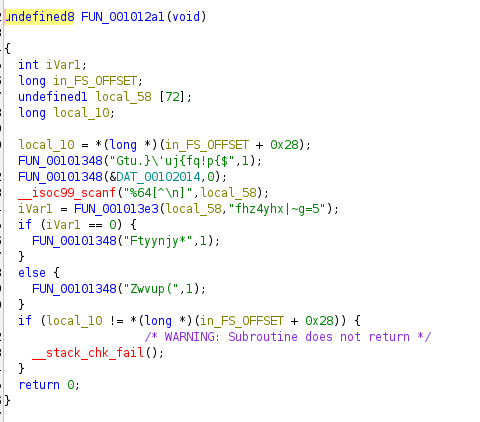 undefined8 FUN_001012a1(void)
{
int iVar1;
long in_FS_OFFSET;
undefined1 local_58 [72];
long local_10;
local_10 = *(long *)(in_FS_OFFSET + 0x28);
FUN_00101348("Gtu.}\'uj{fq!p{$",1);
FUN_00101348(&DAT_00102014,0);
__isoc99_scanf("%64[^\n]",local_58);
iVar1 = FUN_001013e3(local_58,"fhz4yhx|~g=5");
if (iVar1 == 0) {
FUN_00101348("Ftyynjy*",1);
}
else {
FUN_00101348("Zwvup(",1);
}
if (local_10 != *(long *)(in_FS_OFFSET + 0x28)) {
/* WARNING: Subroutine does not return */
__stack_chk_fail();
}
return 0;
}